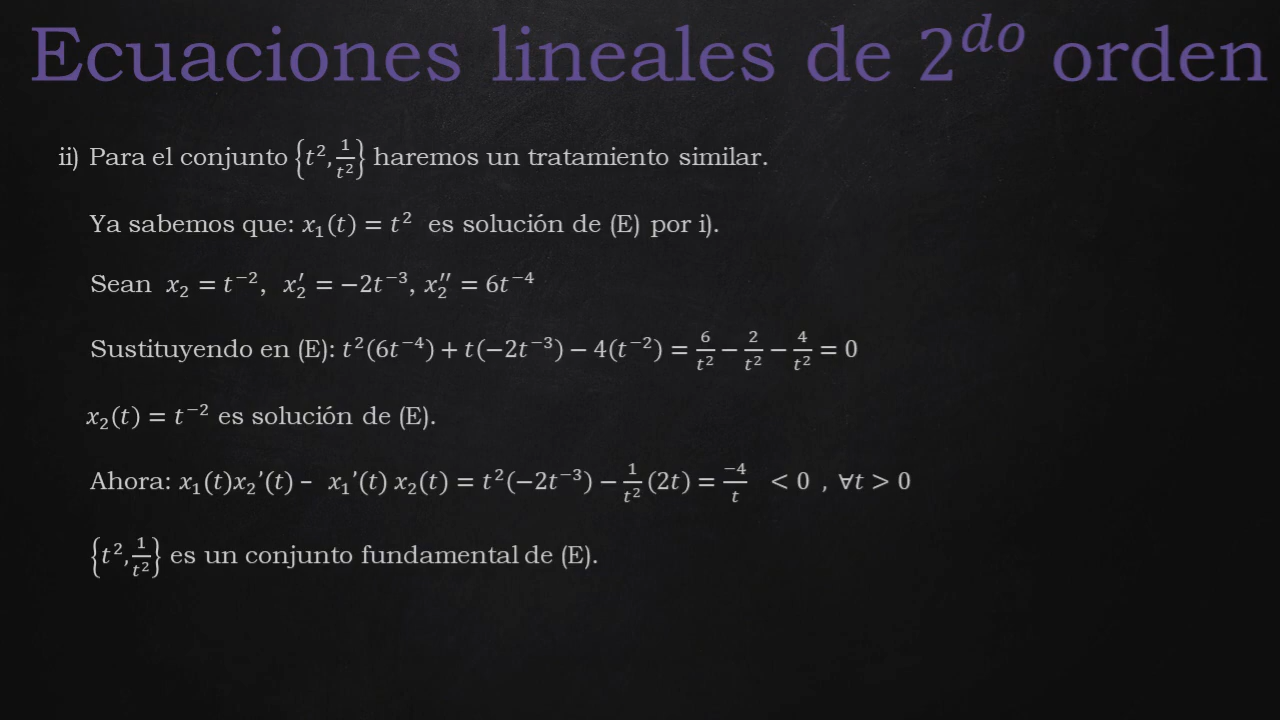 Ecuaciones lineales de 2^{do} orden
ii) Para el conjunto {t², 1/t²} haremos un tratamiento similar.
Ya sabemos que: x₁(t) = t² es solución de (E) por i).
Sean x₂ = t⁻², x₂′ = −2t⁻³, x₂″ = 6t⁻⁴
Sustituyendo en (E): t²(6t⁻⁴) + t(−2t⁻³) − 4(t⁻²) = 6/t² − 2/t² − 4/t² = 0
x₂(t) = t⁻² es solución de (E).
Ahora: x₁(t)x₂’(t) – x₁’(t) x₂(t) = t²(−2t⁻³) − 1/t² (2t) = −4/t < 0 , ∀t > 0
{t², 1/t²} es un conjunto fundamental de (E).